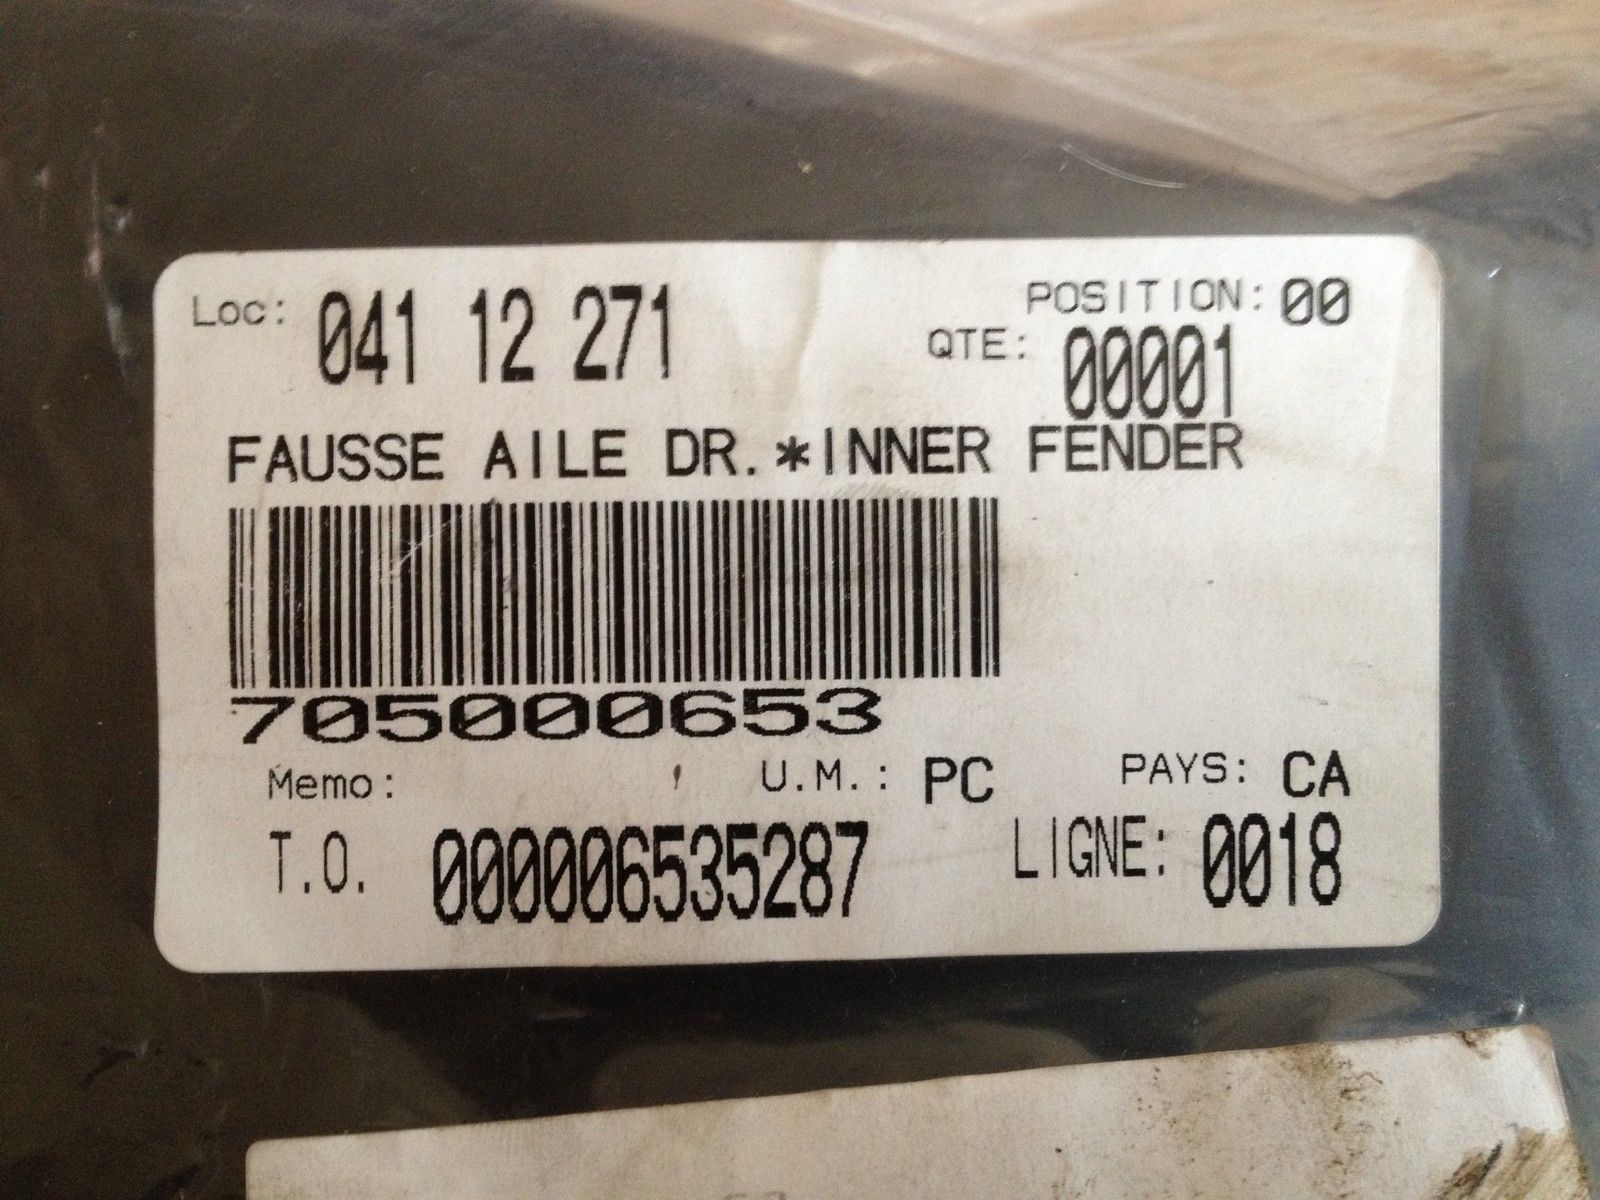 Loc: 041 12 271 POSITION: 00
QTE: 00001
FAUSSE AILE DR.*INNER FENDER
705000653
Memo: U.M.: PC PAYS: CA
T.O. 000006535287 LIGNE: 0018